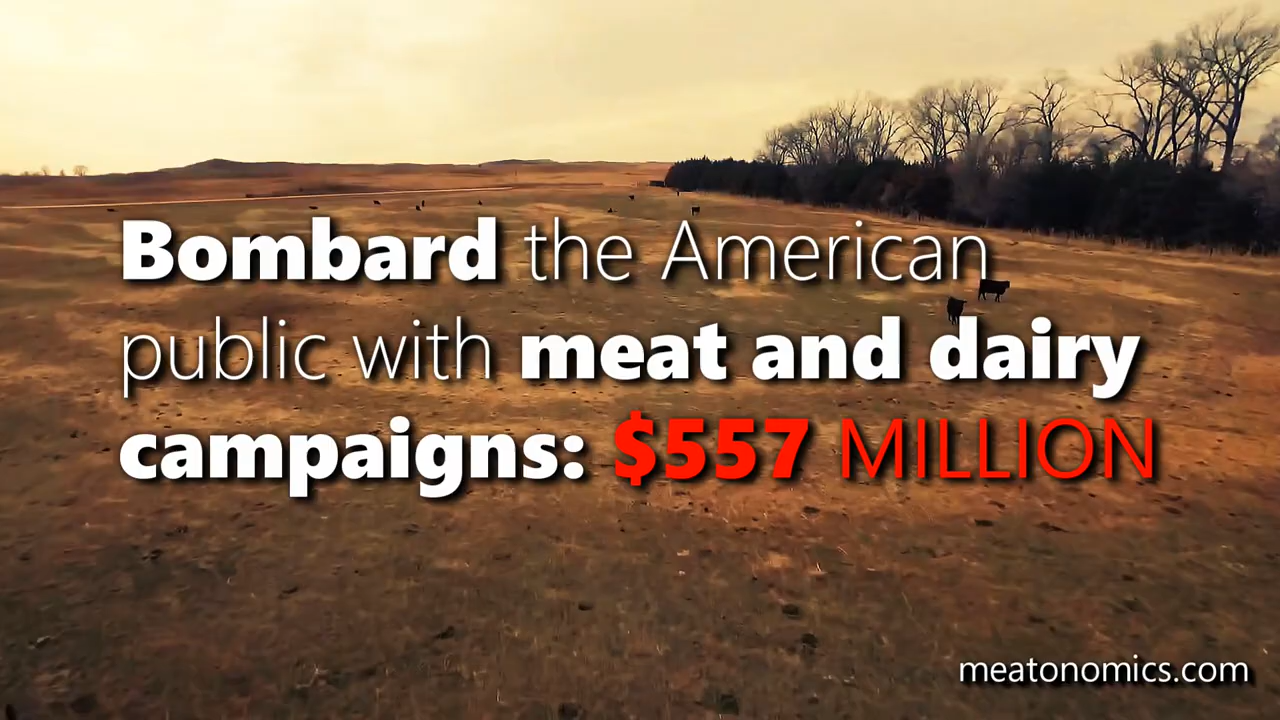 Bombard the American
public with meat and dairy
campaigns: $557 MILLION
meatonomics.com